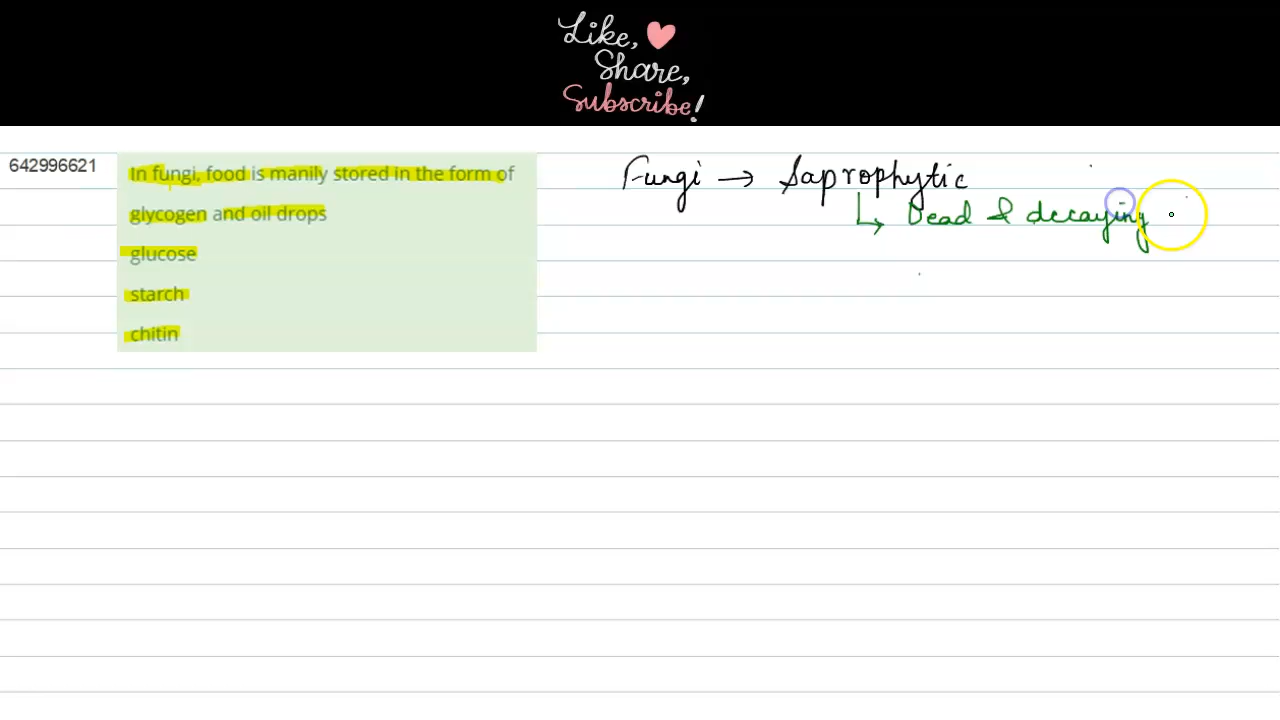 Like,
Share,
Subscribe!
642996621
In fungi, food is manily stored in the form of
glycogen and oil drops
glucose
starch
chitin
Fungi → Saprophytic
↳ Dead & decaying